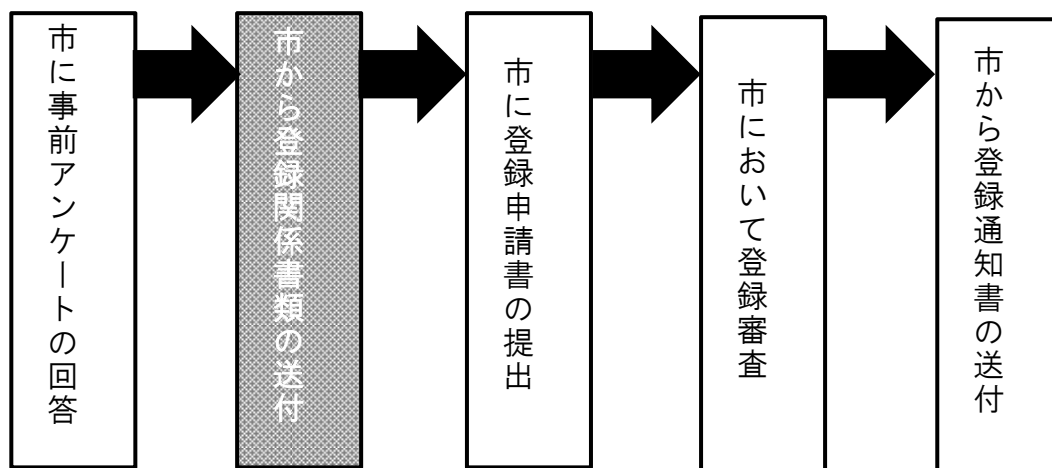 市に事前アンケートの回答
市から登録関係書類の送付
市に登録申請書の提出
市において登録審査
市から登録通知書の送付